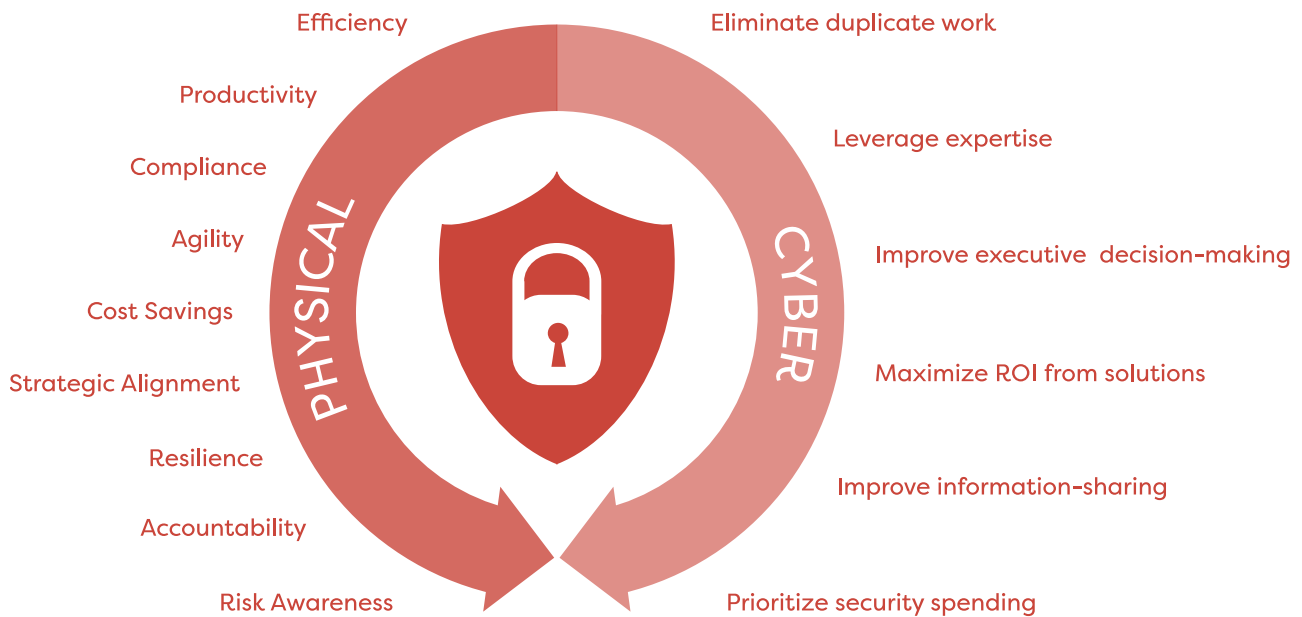 Efficiency
Productivity
Compliance
Agility
Cost Savings
Strategic Alignment
Resilience
Accountability
Risk Awareness
PHYSICAL
CYBER
Eliminate duplicate work
Leverage expertise
Improve executive decision-making
Maximize ROI from solutions
Improve information-sharing
Prioritize security spending